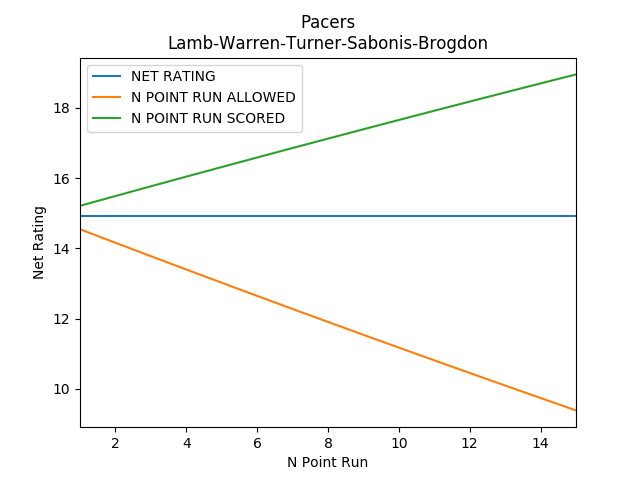 Pacers
Lamb-Warren-Turner-Sabonis-Brogdon
NET RATING
N POINT RUN ALLOWED
N POINT RUN SCORED
Net Rating
18
16
14
12
10
2 4 6 8 10 12 14
N Point Run